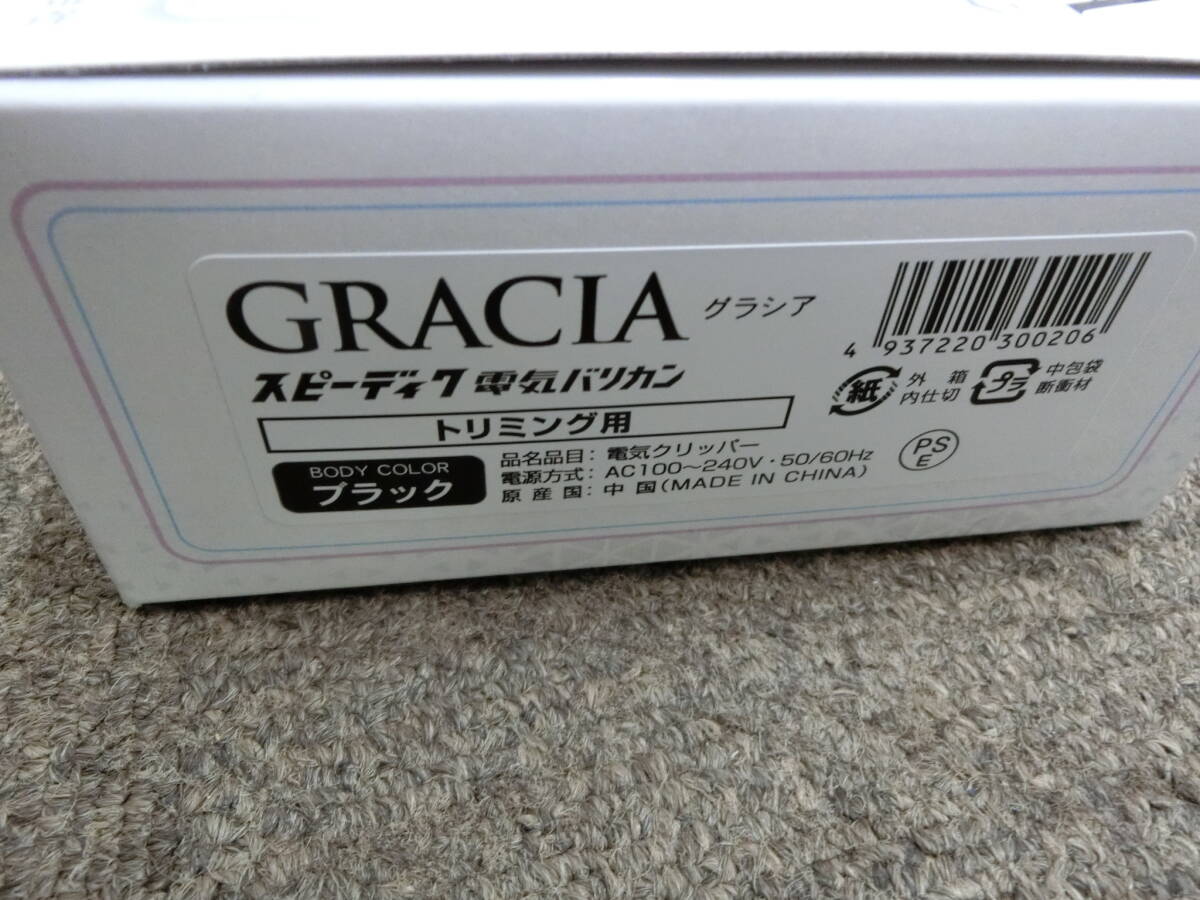 GRACIA グラシア
スピーディク 電気バリカン
トリミング用
BODY COLOR
ブラック
品名品目：電気クリッパー
電源方式：AC100〜240V・50/60Hz
原産国：中国(MADE IN CHINA)
4 937220 300206
紙 外箱
内仕切
プラ 中包袋
断衝材
PS
E